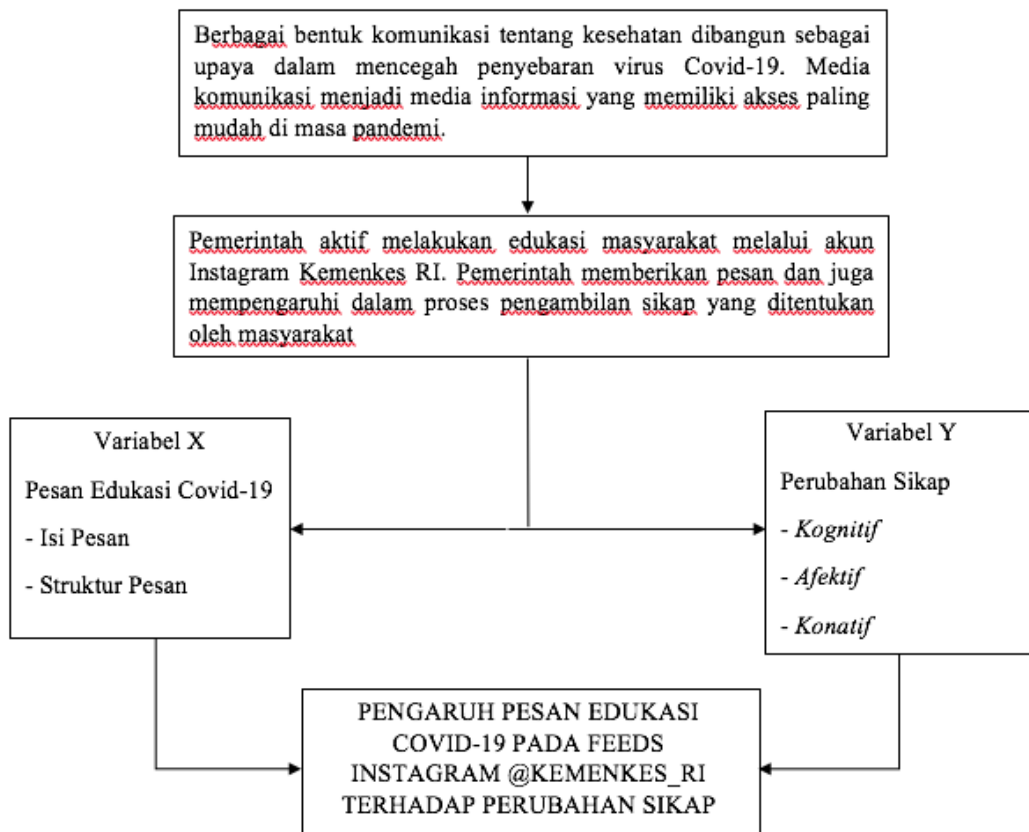 Berbagai bentuk komunikasi tentang kesehatan dibangun sebagai
upaya dalam mencegah penyebaran virus Covid-19. Media
komunikasi menjadi media informasi yang memiliki akses paling
mudah di masa pandemi.
Pemerintah aktif melakukan edukasi masyarakat melalui akun
Instagram Kemenkes RI. Pemerintah memberikan pesan dan juga
mempengaruhi dalam proses pengambilan sikap yang ditentukan
oleh masyarakat
Variabel X
Pesan Edukasi Covid-19
- Isi Pesan
- Struktur Pesan
Variabel Y
Perubahan Sikap
- Kognitif
- Afektif
- Konatif
PENGARUH PESAN EDUKASI
COVID-19 PADA FEEDS
INSTAGRAM @KEMENKES_RI
TERHADAP PERUBAHAN SIKAP